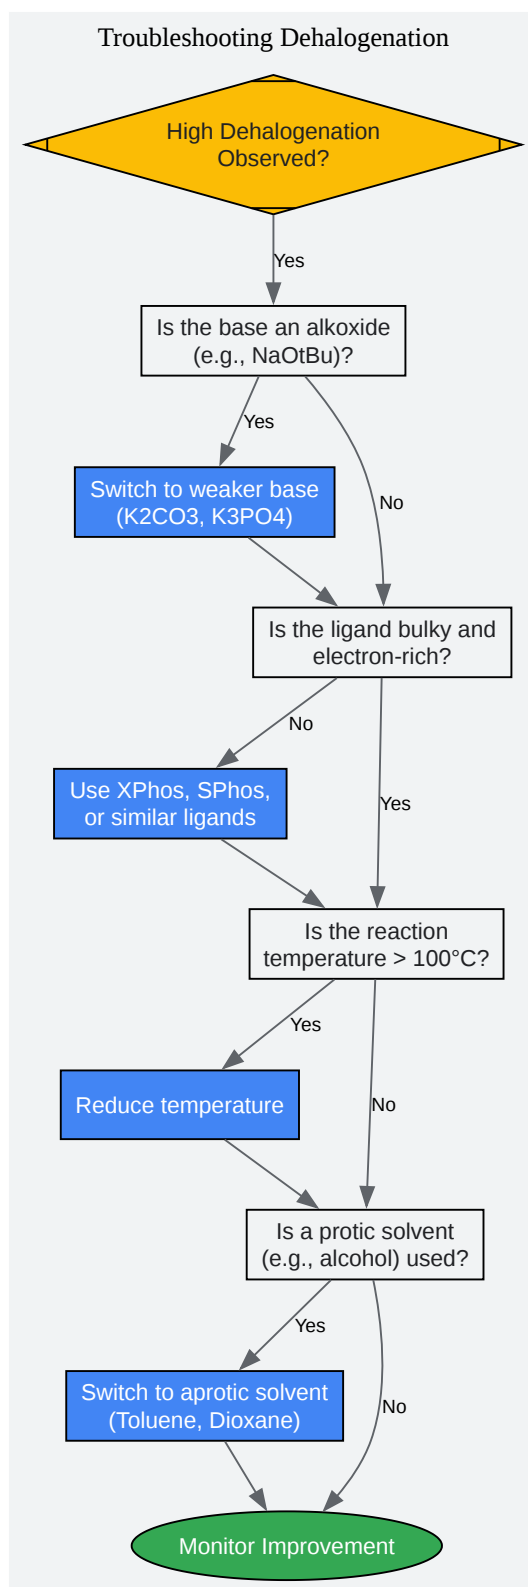 Troubleshooting Dehalogenation
High Dehalogenation
Observed?
Yes
Is the base an alkoxide
(e.g., NaOtBu)?
Yes
Switch to weaker base
(K2CO3, K3PO4)
No
Is the ligand bulky and
electron-rich?
No
Use XPhos, SPhos,
or similar ligands
Yes
Is the reaction
temperature > 100°C?
Yes
Reduce temperature
No
Is a protic solvent
(e.g., alcohol) used?
Yes
Switch to aprotic solvent
(Toluene, Dioxane)
No
Monitor Improvement